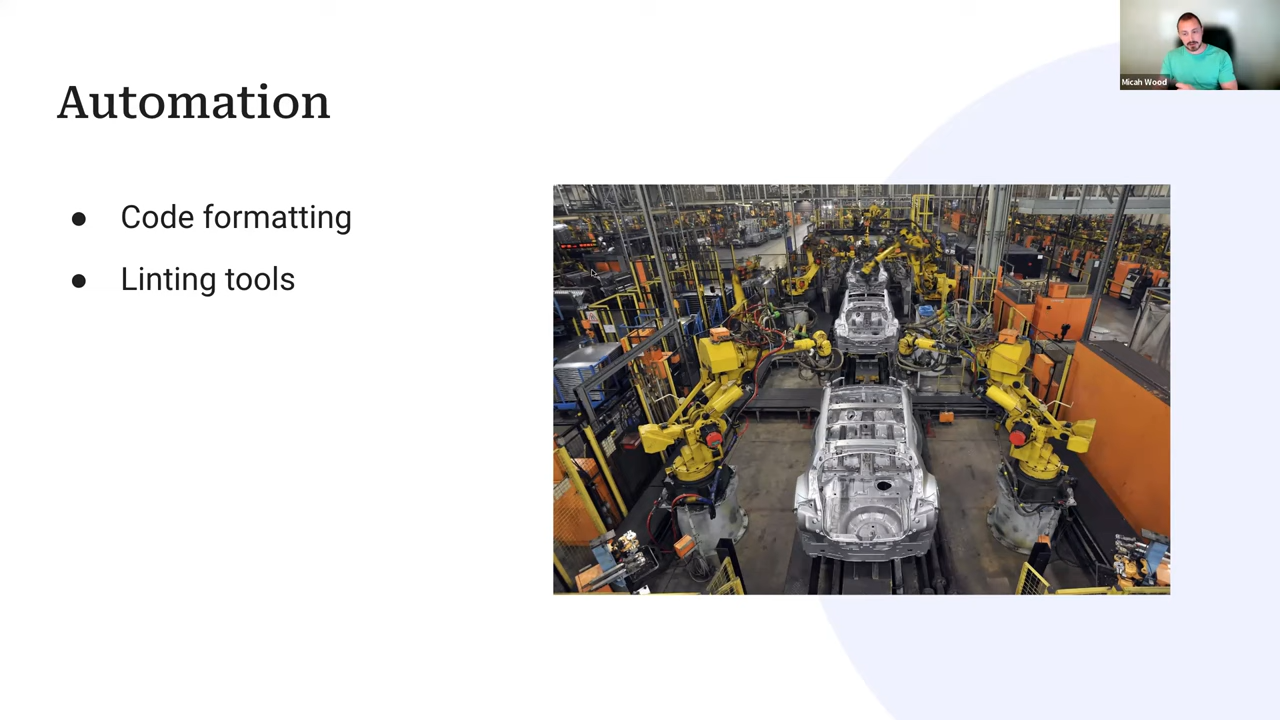 Automation
● Code formatting
● Linting tools
Micah Wood